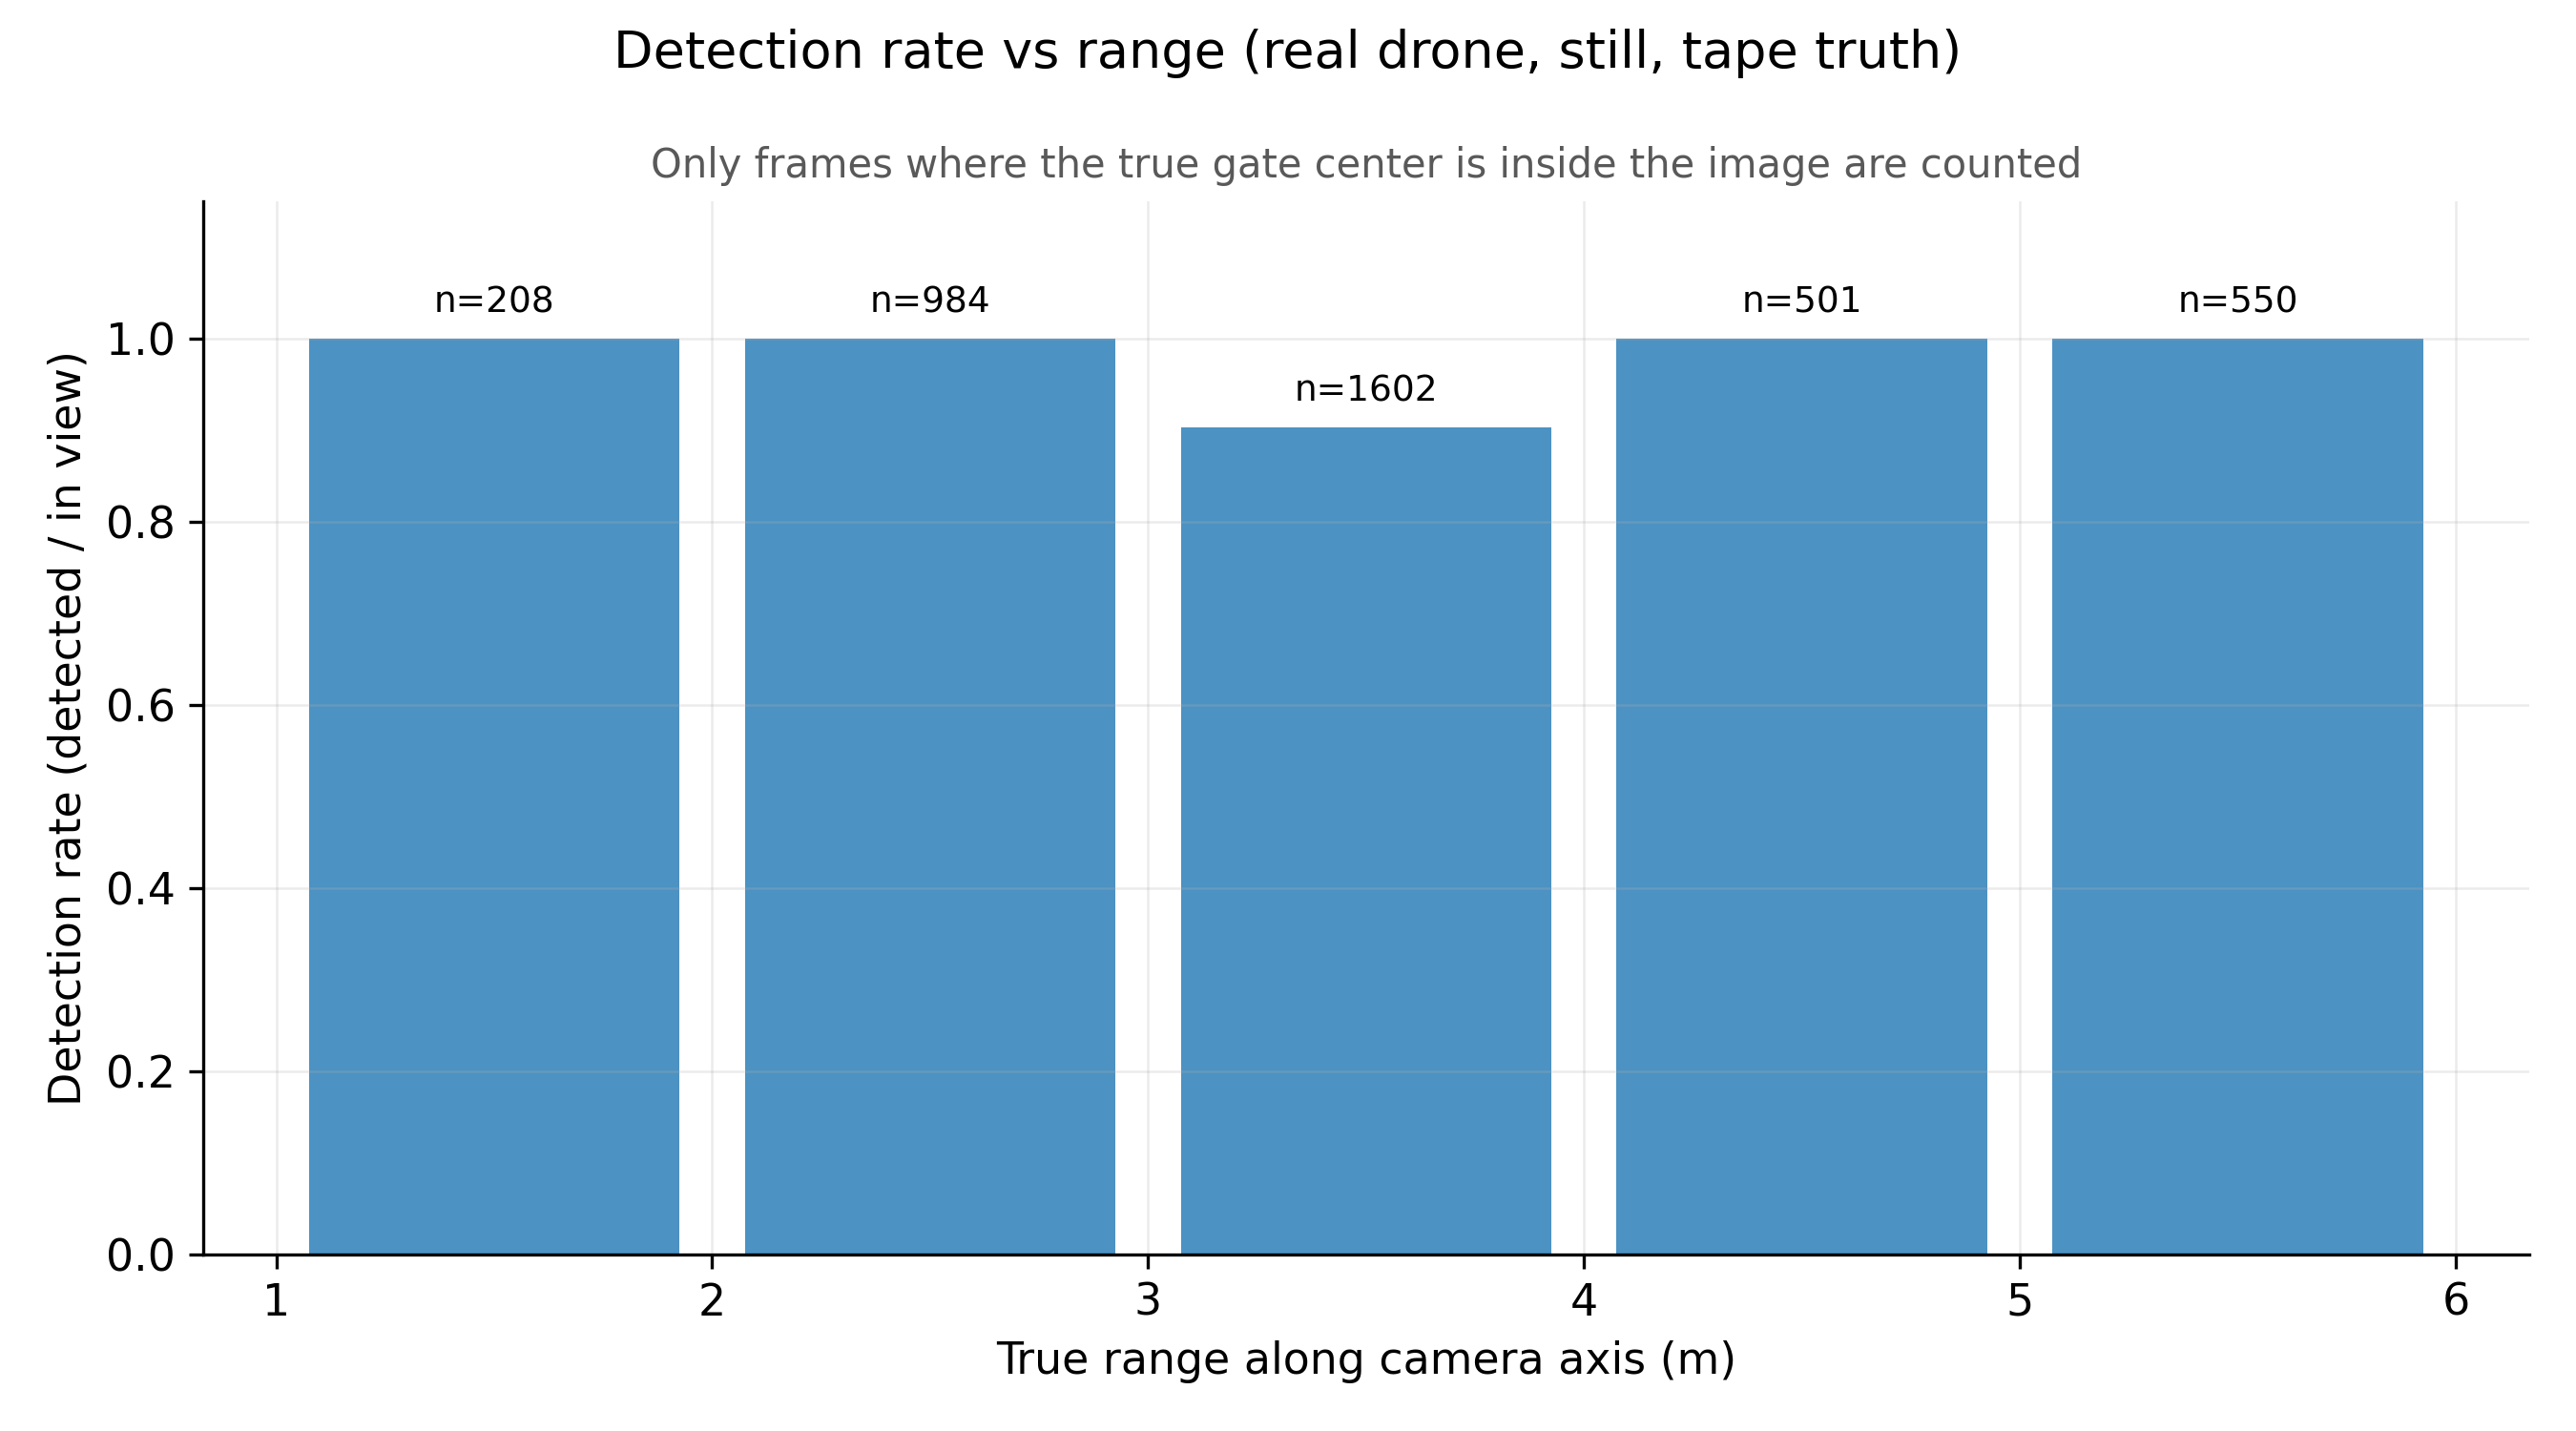 Detection rate vs range (real drone, still, tape truth)
Only frames where the true gate center is inside the image are counted
n=208
n=984
n=1602
n=501
n=550
Detection rate (detected / in view)
1.0
0.8
0.6
0.4
0.2
0.0
1 2 3 4 5 6
True range along camera axis (m)